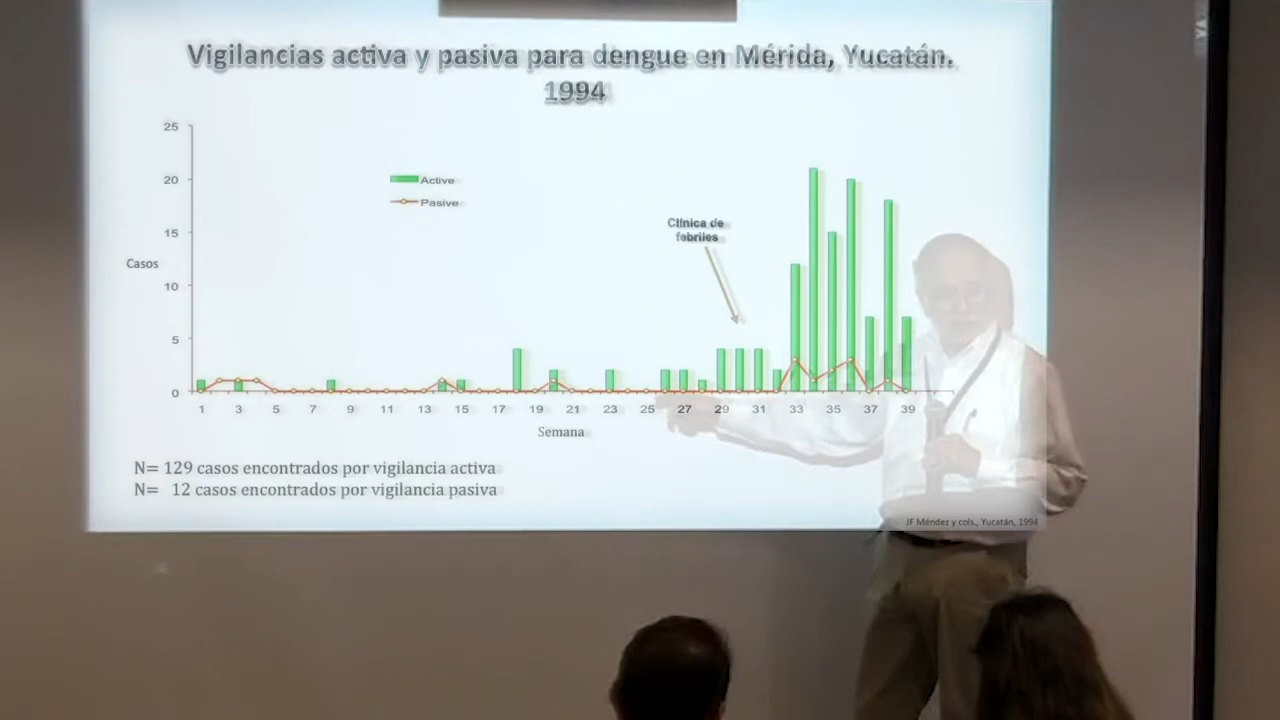 Vigilancias activa y pasiva para dengue en Mérida, Yucatán.
1994
25
20
15
10
5
0
Casos
Active
Pasive
Clínica de
febriles
1 3 5 7 9 11 13 15 17 19 21 23 25 27 29 31 33 35 37 39
Semana
N= 129 casos encontrados por vigilancia activa
N= 12 casos encontrados por vigilancia pasiva
JF Méndez y cols., Yucatán, 1994